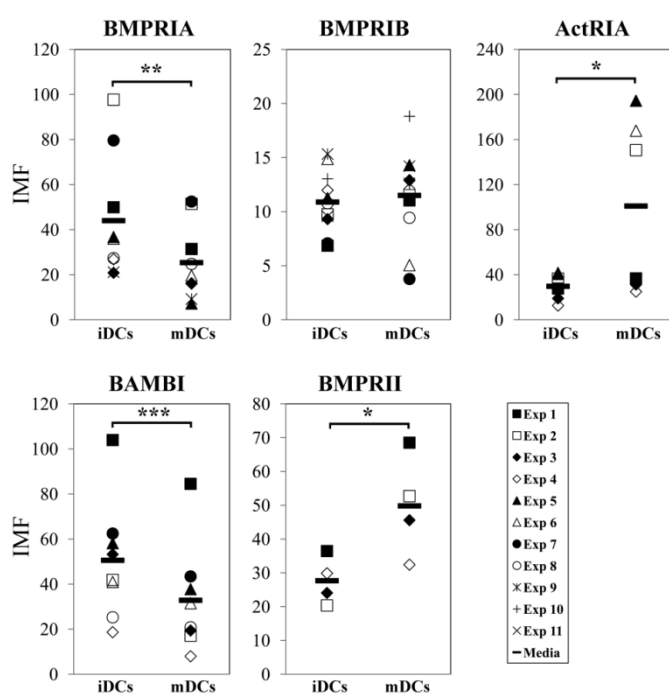 BMPRIA
BMPRIB
ActRIA
**
*
IMF
120
100
80
60
40
20
0
iDCs
mDCs
25
20
15
10
5
0
iDCs
mDCs
240
200
160
120
80
40
0
iDCs
mDCs
BAMBI
BMPRII
***
*
IMF
120
100
80
60
40
20
0
iDCs
mDCs
80
70
60
50
40
30
20
10
0
iDCs
mDCs
Exp 1
Exp 2
Exp 3
Exp 4
Exp 5
Exp 6
Exp 7
Exp 8
Exp 9
Exp 10
Exp 11
Media